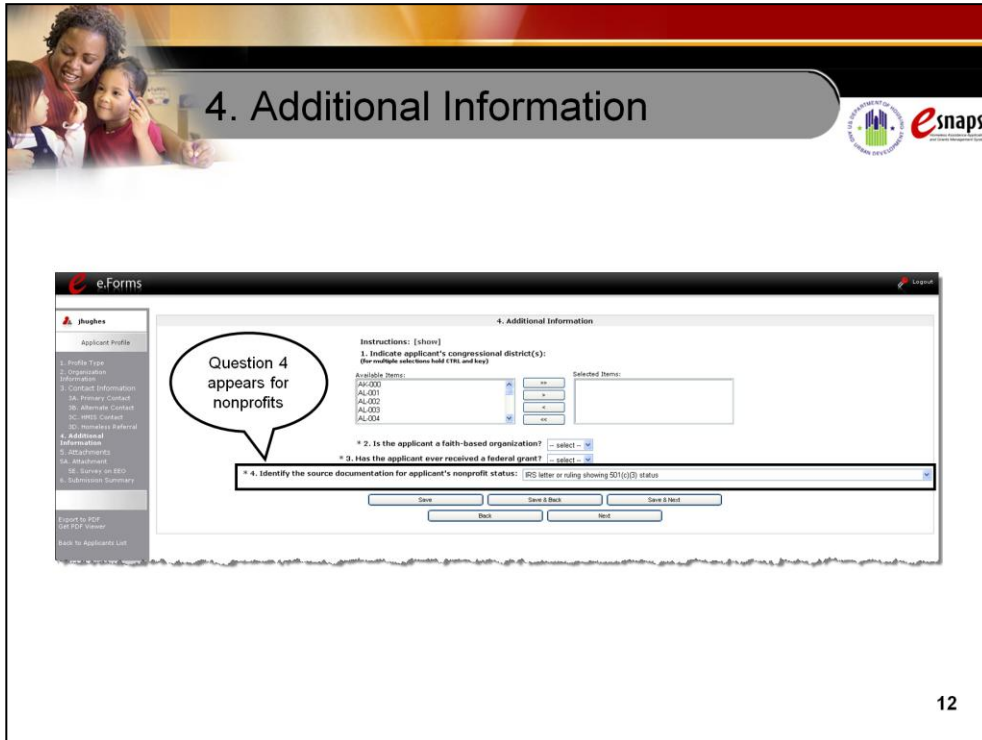 4. Additional Information
esnaps
e.Forms
Logout
jhughes
Applicant Profile
1. Profile Type
2. Organization
Information
3. Contact Information
3A. Primary Contact
3B. Alternate Contact
3C. HMIS Contact
3D. Homeless Referral
4. Additional
Information
5. Attachments
5A. Attachment
5E. Survey on EEO
6. Submission Summary
Export to PDF
Get PDF Viewer
Back to Applicants List
Question 4
appears for
nonprofits
4. Additional Information
Instructions: [show]
1. Indicate applicant's congressional district(s):
(for multiple selections hold CTRL and key)
Available Items:
Selected Items:
AK-000
AL-001
AL-002
AL-003
AL-004
>>
>
<
<<
* 2. Is the applicant a faith-based organization? -- select --
* 3. Has the applicant ever received a federal grant? -- select --
* 4. Identify the source documentation for applicant's nonprofit status: IRS letter or ruling showing 501(c)(3) status
Save Save & Back Save & Next
Back Next
12